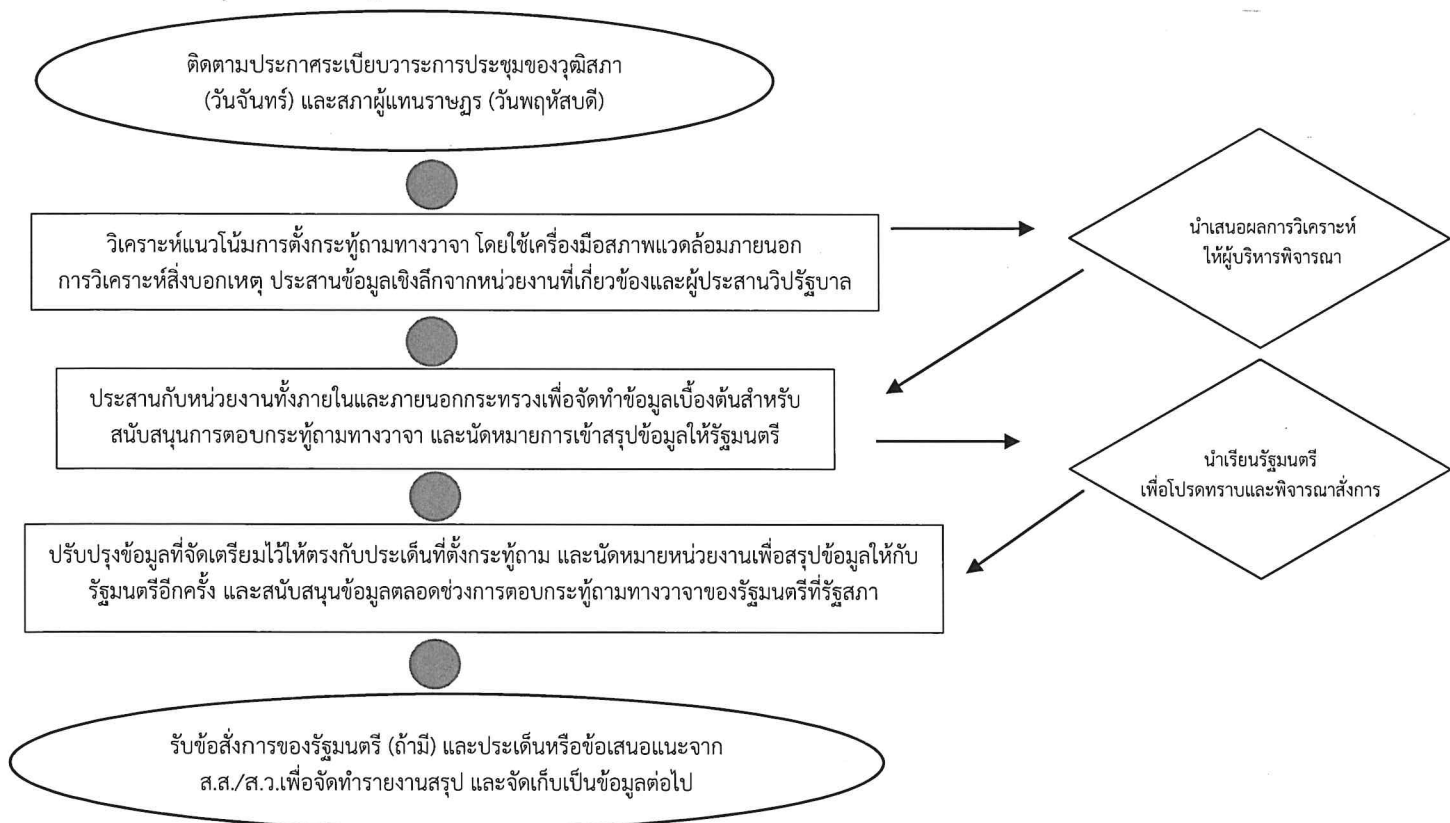 ติดตามประกาศระเบียบวาระการประชุมของวุฒิสภา
(วันจันทร์) และสภาผู้แทนราษฎร (วันพฤหัสบดี)
วิเคราะห์แนวโน้มการตั้งกระทู้ถามทางวาจา โดยใช้เครื่องมือสภาพแวดล้อมภายนอก
การวิเคราะห์สิ่งบอกเหตุ ประสานข้อมูลเชิงลึกจากหน่วยงานที่เกี่ยวข้องและผู้ประสานวิปรัฐบาล
นำเสนอผลการวิเคราะห์
ให้ผู้บริหารพิจารณา
ประสานกับหน่วยงานทั้งภายในและภายนอกกระทรวงเพื่อจัดทำข้อมูลเบื้องต้นสำหรับ
สนับสนุนการตอบกระทู้ถามทางวาจา และนัดหมายการเข้าสรุปข้อมูลให้รัฐมนตรี
นำเรียนรัฐมนตรี
เพื่อโปรดทราบและพิจารณาสั่งการ
ปรับปรุงข้อมูลที่จัดเตรียมไว้ให้ตรงกับประเด็นที่ตั้งกระทู้ถาม และนัดหมายหน่วยงานเพื่อสรุปข้อมูลให้กับ
รัฐมนตรีอีกครั้ง และสนับสนุนข้อมูลตลอดช่วงการตอบกระทู้ถามทางวาจาของรัฐมนตรีที่รัฐสภา
รับข้อสั่งการของรัฐมนตรี (ถ้ามี) และประเด็นหรือข้อเสนอแนะจาก
ส.ส./ส.ว.เพื่อจัดทำรายงานสรุป และจัดเก็บเป็นข้อมูลต่อไป